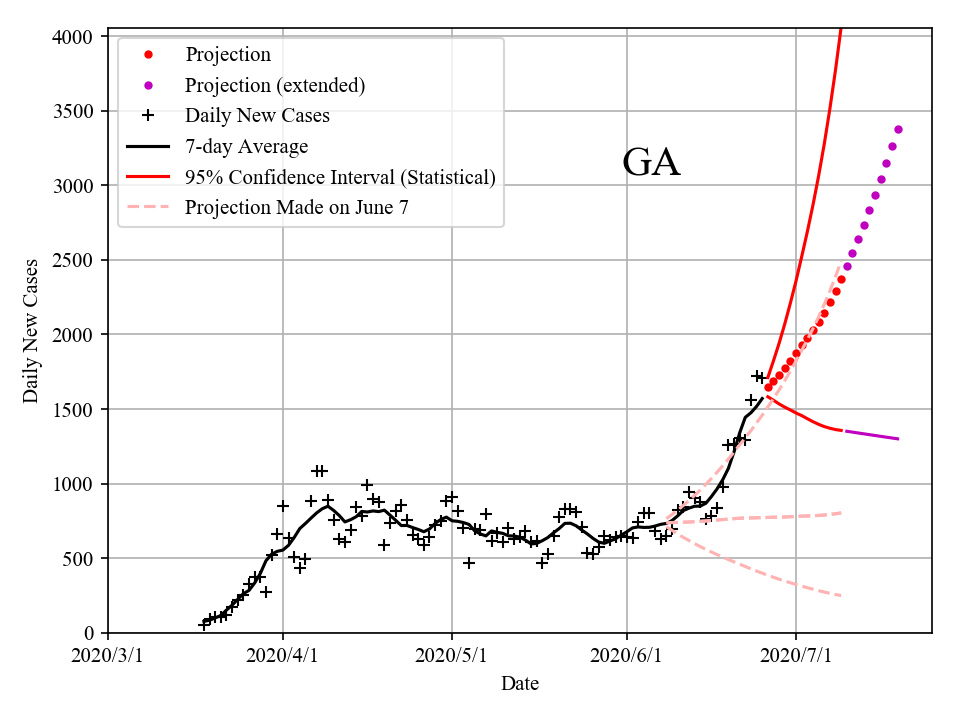 Projection
Projection (extended)
Daily New Cases
7-day Average
95% Confidence Interval (Statistical)
Projection Made on June 7
GA
4000
3500
3000
2500
2000
1500
1000
500
0
Daily New Cases
2020/3/1 2020/4/1 2020/5/1 2020/6/1 2020/7/1
Date